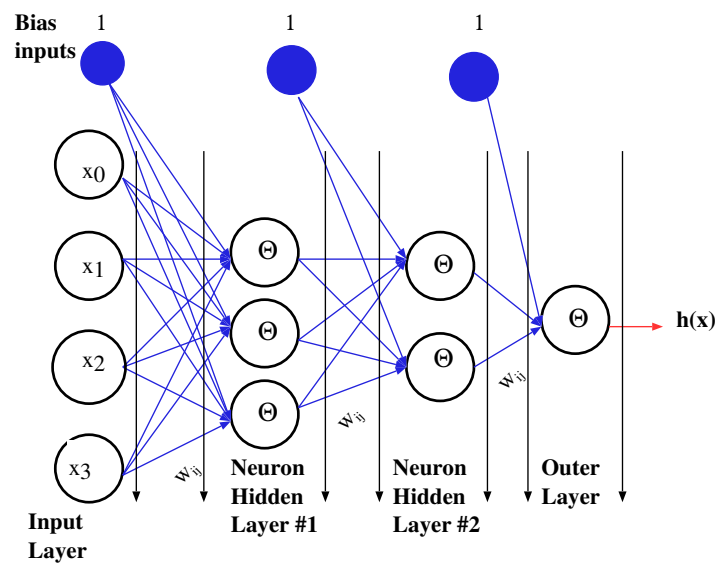 Bias inputs
1
1
1
x0
x1
x2
x3
Θ
Θ
Θ
Θ
Θ
Θ
h(x)
wij
wij
wij
Input
Layer
Neuron
Hidden
Layer #1
Neuron
Hidden
Layer #2
Outer
Layer